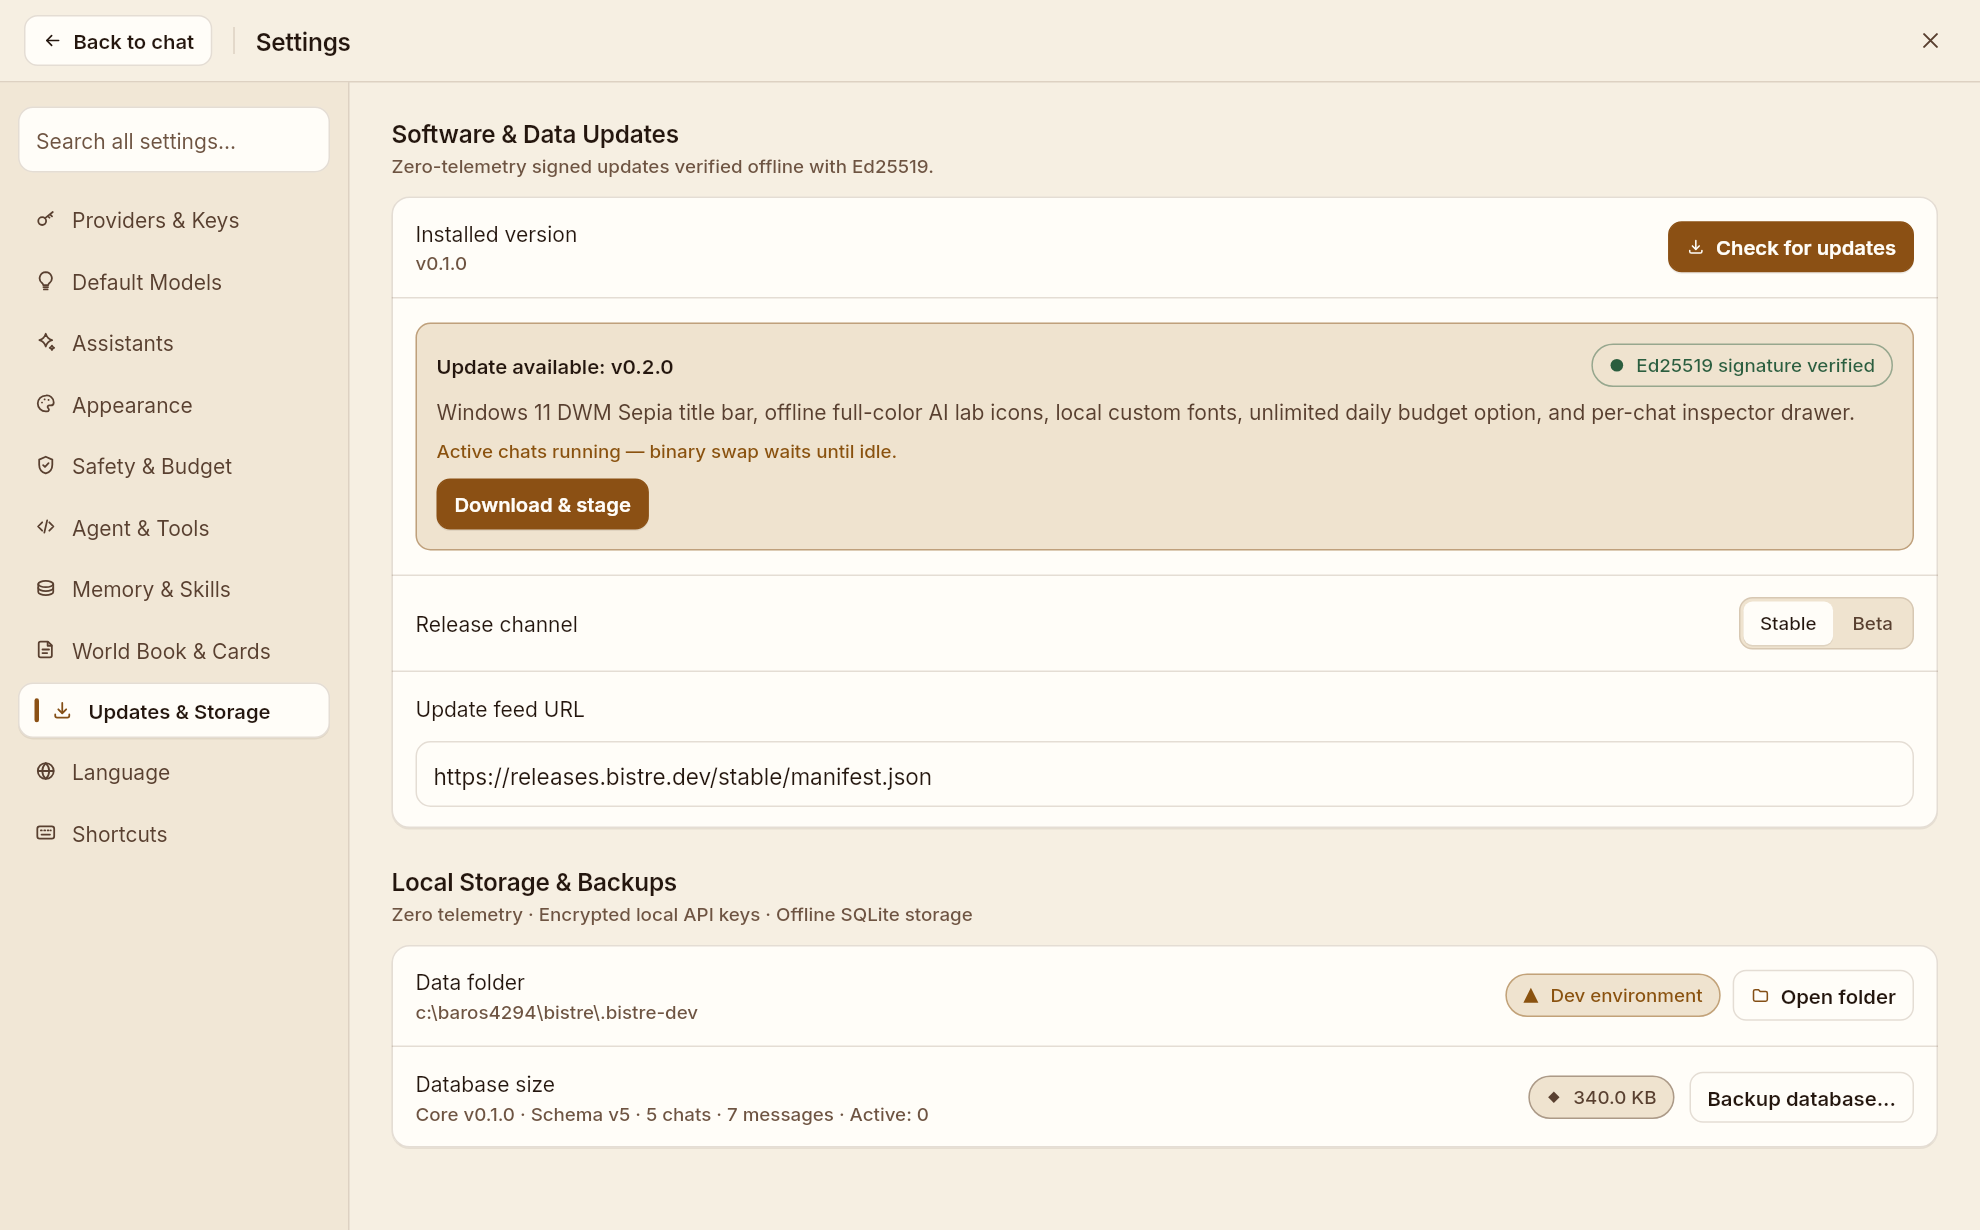 Back to chat
Settings
Search all settings...
Providers & Keys
Default Models
Assistants
Appearance
Safety & Budget
Agent & Tools
Memory & Skills
World Book & Cards
Updates & Storage
Language
Shortcuts
Software & Data Updates
Zero-telemetry signed updates verified offline with Ed25519.
Installed version
v0.1.0
Check for updates
Update available: v0.2.0
Ed25519 signature verified
Windows 11 DWM Sepia title bar, offline full-color AI lab icons, local custom fonts, unlimited daily budget option, and per-chat inspector drawer.
Active chats running — binary swap waits until idle.
Download & stage
Release channel
Stable
Beta
Update feed URL
https://releases.bistre.dev/stable/manifest.json
Local Storage & Backups
Zero telemetry · Encrypted local API keys · Offline SQLite storage
Data folder
c:\baros4294\bistre\.bistre-dev
Dev environment
Open folder
Database size
Core v0.1.0 · Schema v5 · 5 chats · 7 messages · Active: 0
340.0 KB
Backup database...